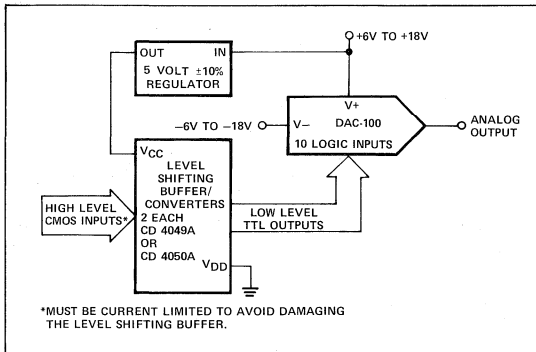 +6V TO +18V
OUT IN
5 VOLT ±10%
REGULATOR
V+
DAC-100
10 LOGIC INPUTS
−6V TO −18V
V−
ANALOG
OUTPUT
VCC
LEVEL
SHIFTING
BUFFER/
CONVERTERS
2 EACH
CD 4049A
OR
CD 4050A
VDD
HIGH LEVEL
CMOS INPUTS*
LOW LEVEL
TTL OUTPUTS
*MUST BE CURRENT LIMITED TO AVOID DAMAGING
THE LEVEL SHIFTING BUFFER.